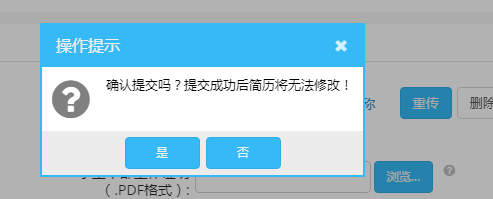 操作提示
确认提交吗？提交成功后简历将无法修改！
称
重传
删除
是
否
（.PDF格式）：
浏览...